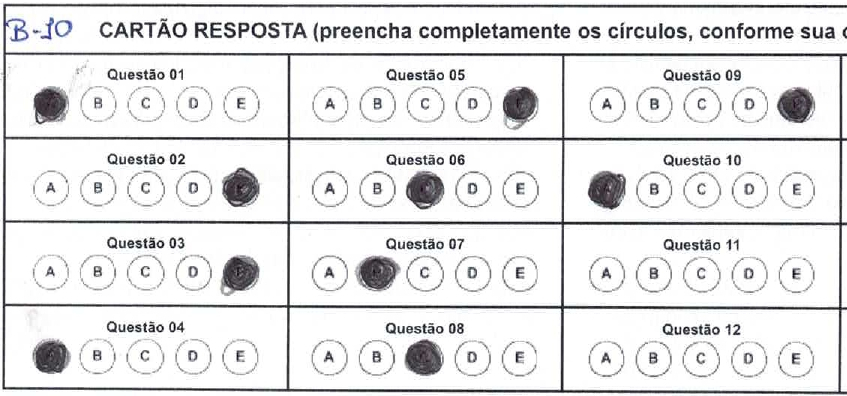 B-10 CARTÃO RESPOSTA (preencha completamente os círculos, conforme sua
Questão 01 Questão 05 Questão 09
B C D E A B C D A B C D
Questão 02 Questão 06 Questão 10
A B C D A B D E B C D E
Questão 03 Questão 07 Questão 11
A B C D A C D E A B C D E
Questão 04 Questão 08 Questão 12
B C D E A B D E A B C D E